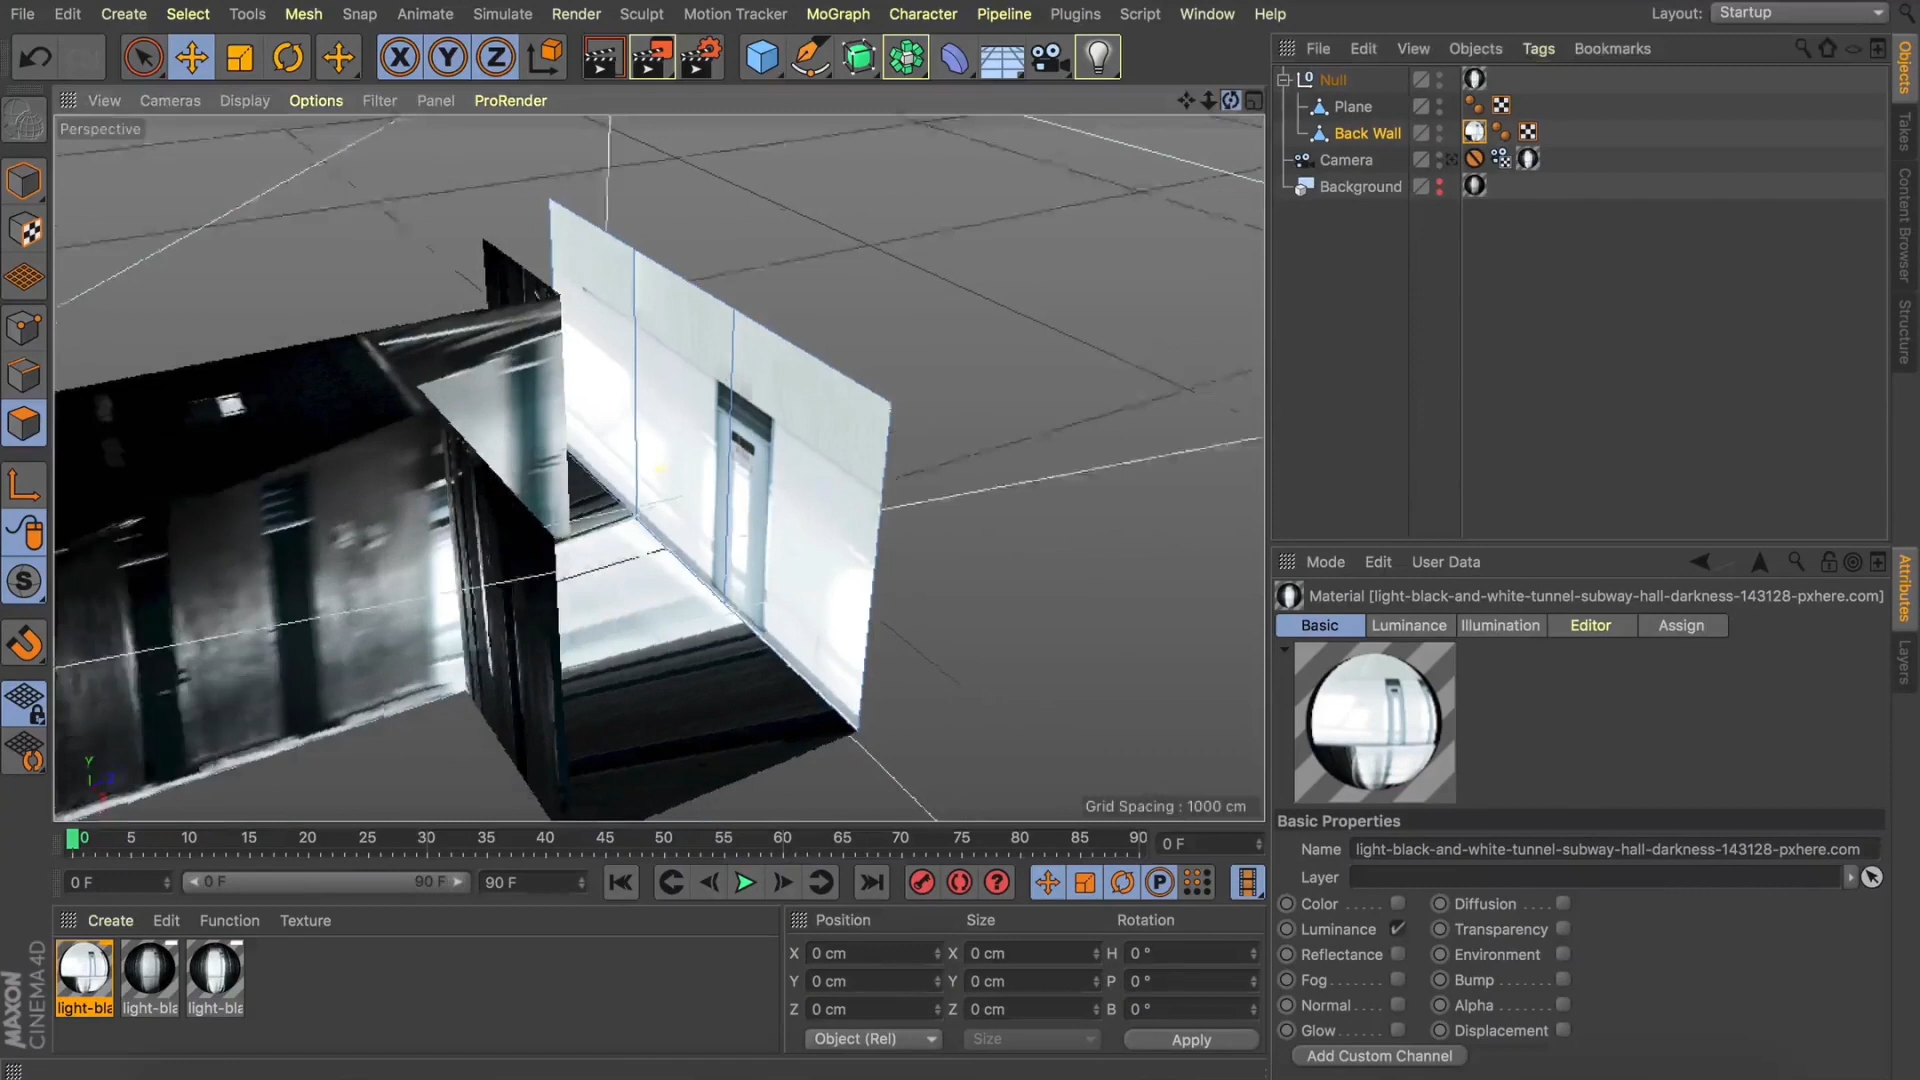 File Edit Create Select Tools Mesh Snap Animate Simulate Render Sculpt Motion Tracker MoGraph Character Pipeline Plugins Script Window Help
Layout: Startup
X Y Z
File Edit View Objects Tags Bookmarks
View Cameras Display Options Filter Panel ProRender
Perspective
Null
Plane
Back Wall
Camera
Background
Objects
Takes
Content Browser
Structure
Grid Spacing : 1000 cm
Y
Mode Edit User Data
Material [light-black-and-white-tunnel-subway-hall-darkness-143128-pxhere.com]
Basic Luminance Illumination Editor Assign
Attributes
Layers
Basic Properties
Name light-black-and-white-tunnel-subway-hall-darkness-143128-pxhere.com
Layer
Color Diffusion
Luminance Transparency
Reflectance Environment
Fog Bump
Normal Alpha
Glow Displacement
Add Custom Channel
0 5 10 15 20 25 30 35 40 45 50 55 60 65 70 75 80 85 90 0 F
0 F 0 F 90 F 90 F
Create Edit Function Texture
light-bla light-bla light-bla
Position Size Rotation
X 0 cm X 0 cm H 0 °
Y 0 cm Y 0 cm P 0 °
Z 0 cm Z 0 cm B 0 °
Object (Rel) Size Apply
MAXON
CINEMA 4D